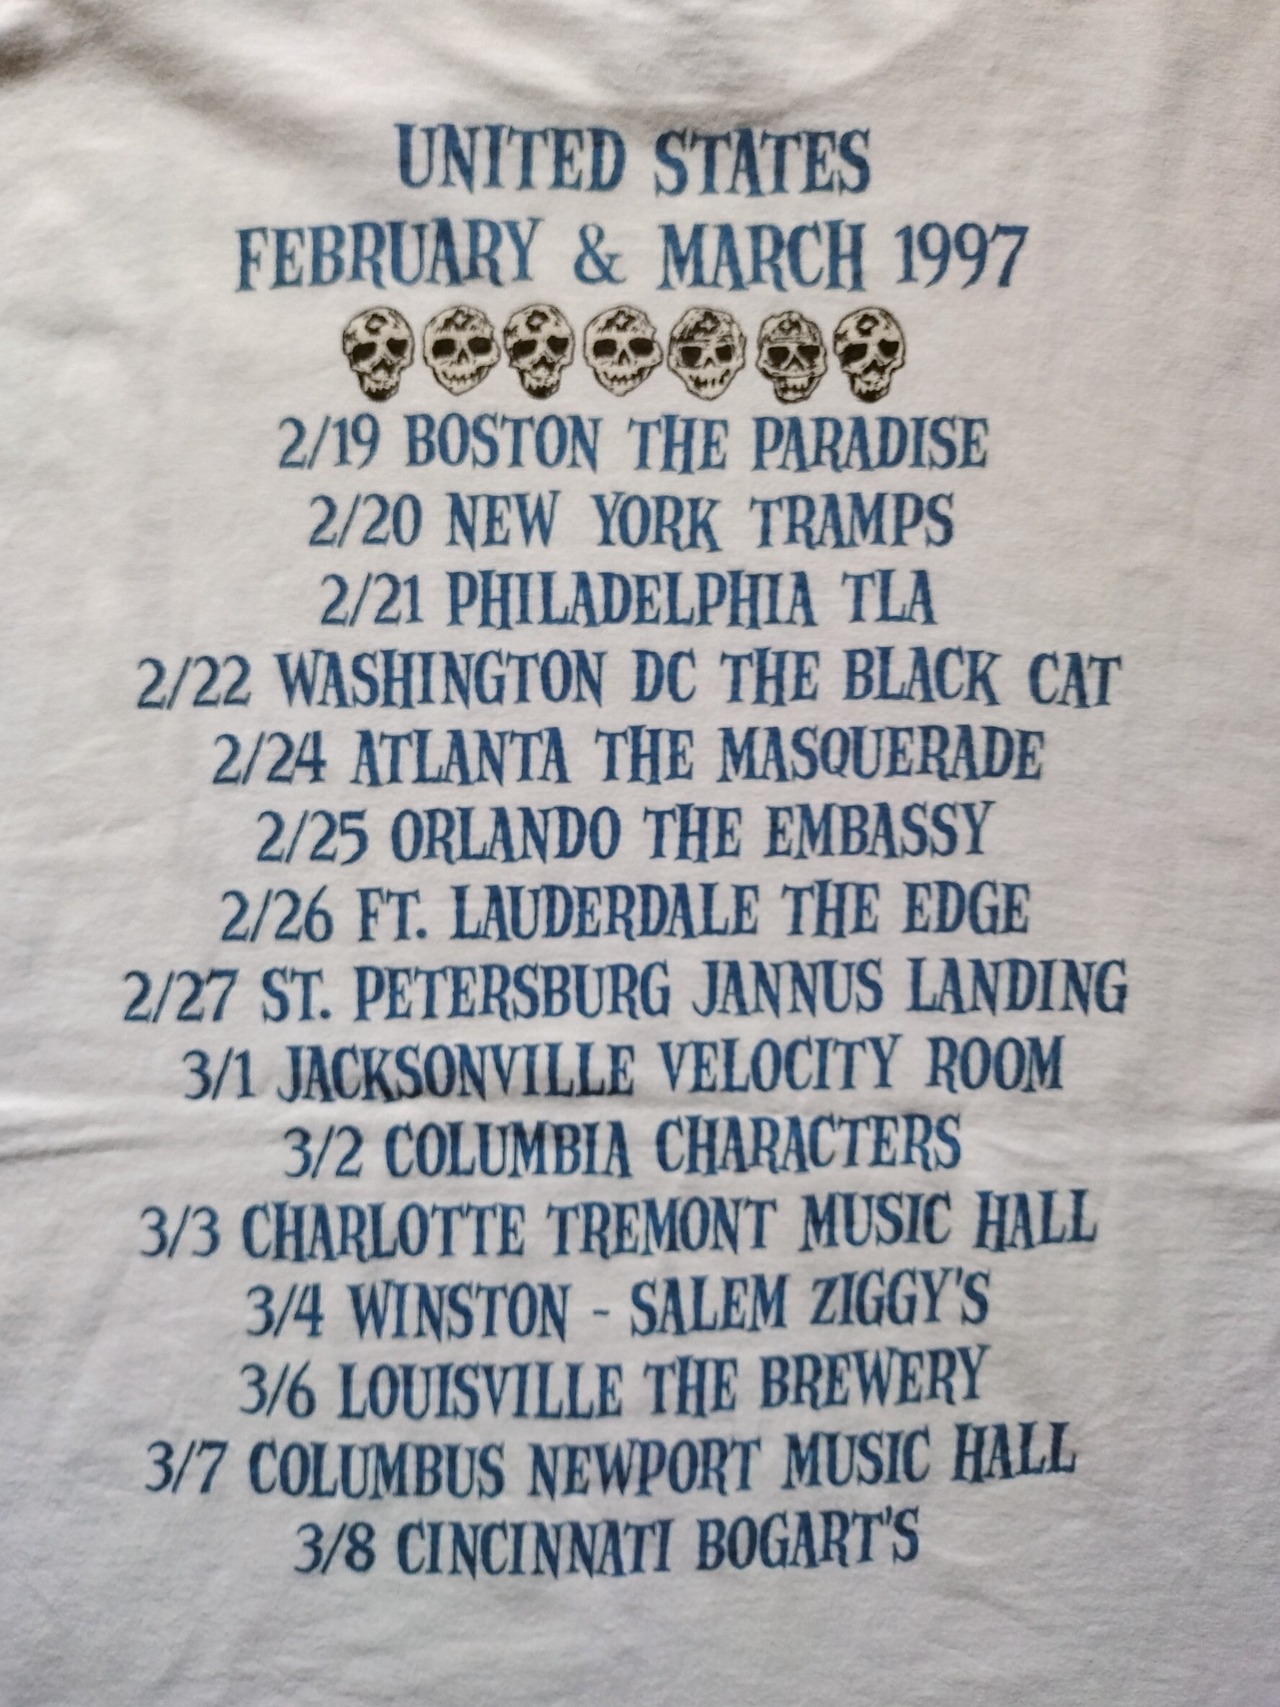 UNITED STATES
FEBRUARY & MARCH 1997
2/19 BOSTON THE PARADISE
2/20 NEW YORK TRAMPS
2/21 PHILADELPHIA TLA
2/22 WASHINGTON DC THE BLACK CAT
2/24 ATLANTA THE MASQUERADE
2/25 ORLANDO THE EMBASSY
2/26 FT. LAUDERDALE THE EDGE
2/27 ST. PETERSBURG JANNUS LANDING
3/1 JACKSONVILLE VELOCITY ROOM
3/2 COLUMBIA CHARACTERS
3/3 CHARLOTTE TREMONT MUSIC HALL
3/4 WINSTON - SALEM ZIGGY'S
3/6 LOUISVILLE THE BREWERY
3/7 COLUMBUS NEWPORT MUSIC HALL
3/8 CINCINNATI BOGART'S